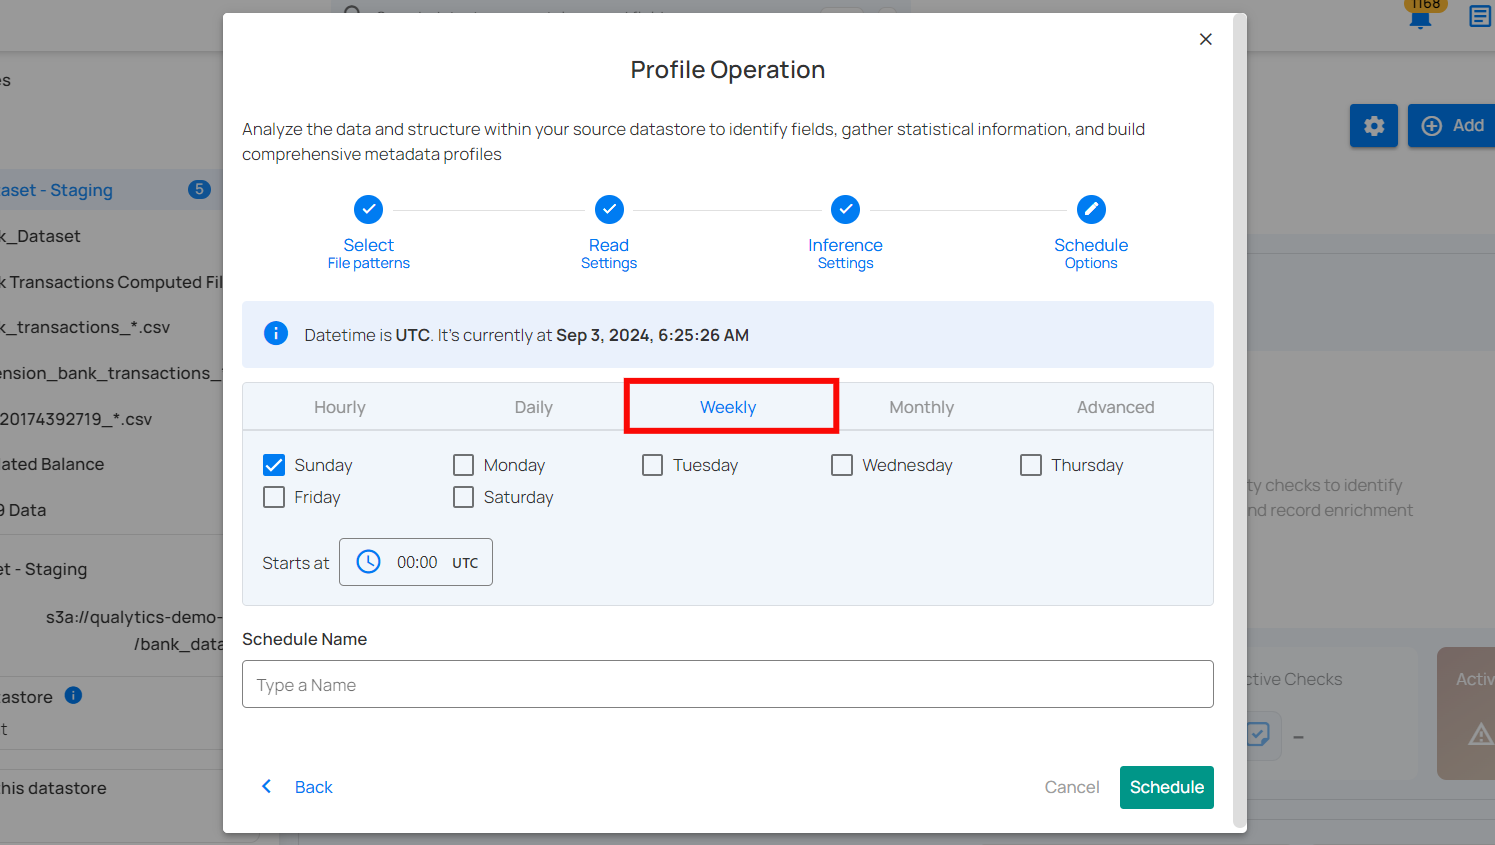 1168
Profile Operation
Analyze the data and structure within your source datastore to identify fields, gather statistical information, and build
comprehensive metadata profiles
Add
aset - Staging 5
Select
File patterns
Read
Settings
Inference
Settings
Schedule
Options
k_Dataset
k Transactions Computed Fil
k_transactions_*.csv
ension_bank_transactions_*
20174392719_*.csv
lated Balance
9 Data
et - Staging
s3a://qualytics-demo-
/bank_data
astore
this datastore
Datetime is UTC. It's currently at Sep 3, 2024, 6:25:26 AM
Hourly Daily Weekly Monthly Advanced
Sunday Monday Tuesday Wednesday Thursday
Friday Saturday
Starts at 00:00 UTC
Schedule Name
Type a Name
Back Cancel Schedule
ty checks to identify
nd record enrichment
ctive Checks
–
Activ